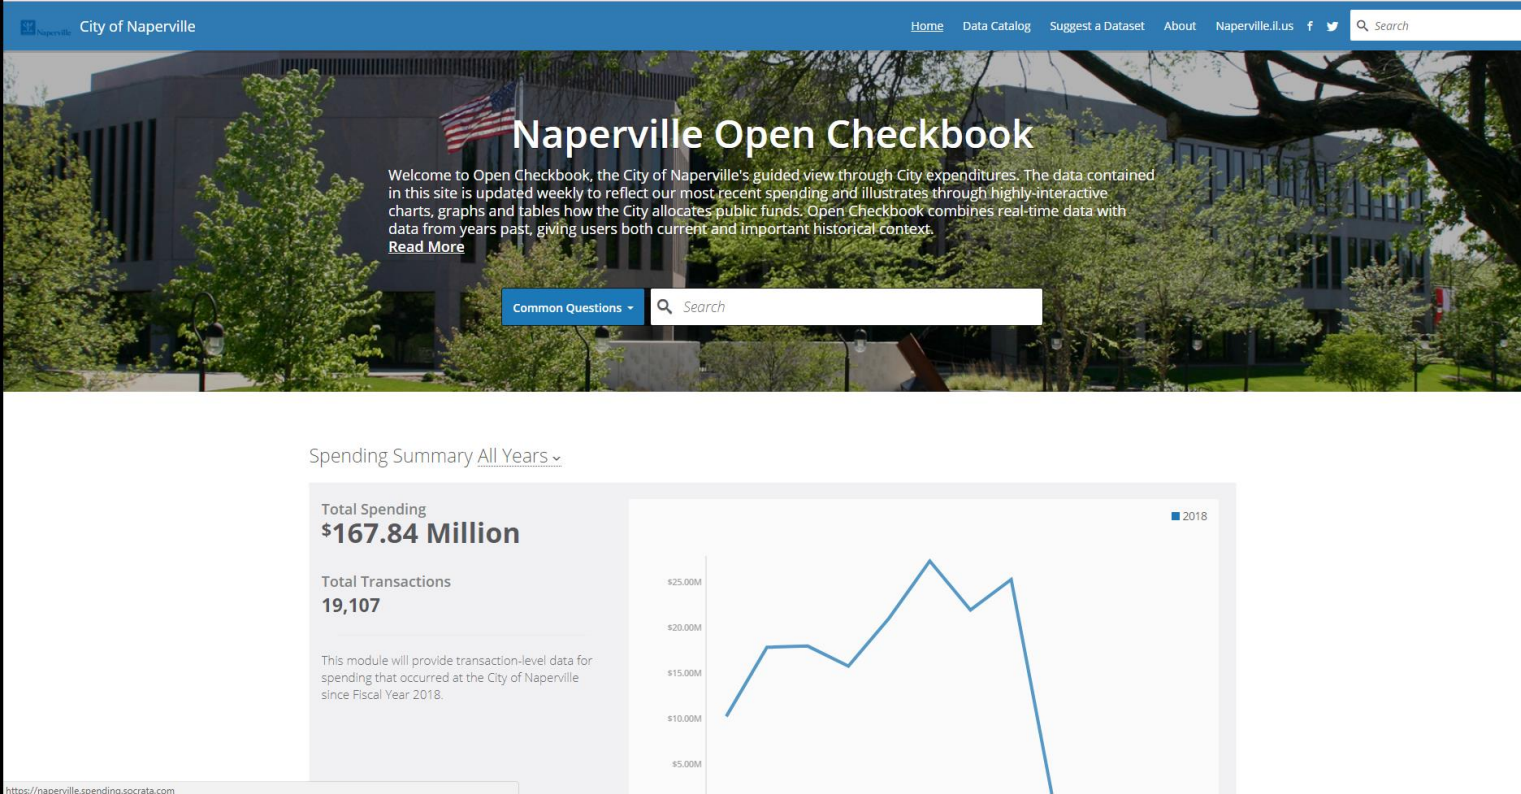 Naperville City of Naperville
Home Data Catalog Suggest a Dataset About Naperville.il.us f Search
Naperville Open Checkbook
Welcome to Open Checkbook, the City of Naperville's guided view through City expenditures. The data contained
in this site is updated weekly to reflect our most recent spending and illustrates through highly-interactive
charts, graphs and tables how the City allocates public funds. Open Checkbook combines real-time data with
data from years past, giving users both current and important historical context.
Read More
Common Questions Search
Spending Summary All Years
Total Spending
$167.84 Million
Total Transactions
19,107
This module will provide transaction-level data for
spending that occurred at the City of Naperville
since Fiscal Year 2018.
2018
$25.00M
$20.00M
$15.00M
$10.00M
$5.00M
https://naperville.spending.socrata.com